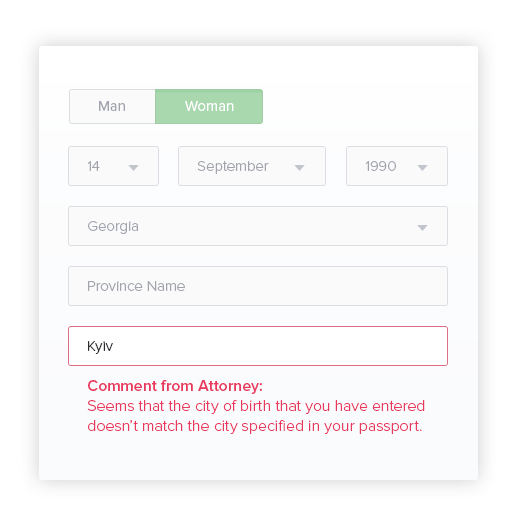 Man Woman
14 September 1990
Georgia
Province Name
Kyiv
Comment from Attorney:
Seems that the city of birth that you have entered
doesn't match the city specified in your passport.